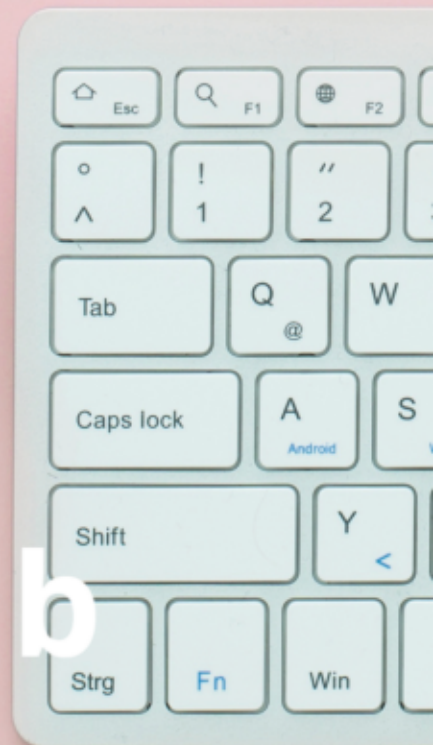 Esc F1 F2
° ! "
^ 1 2
Tab Q @ W
Caps lock A Android S
Shift Y <
b
Strg Fn Win